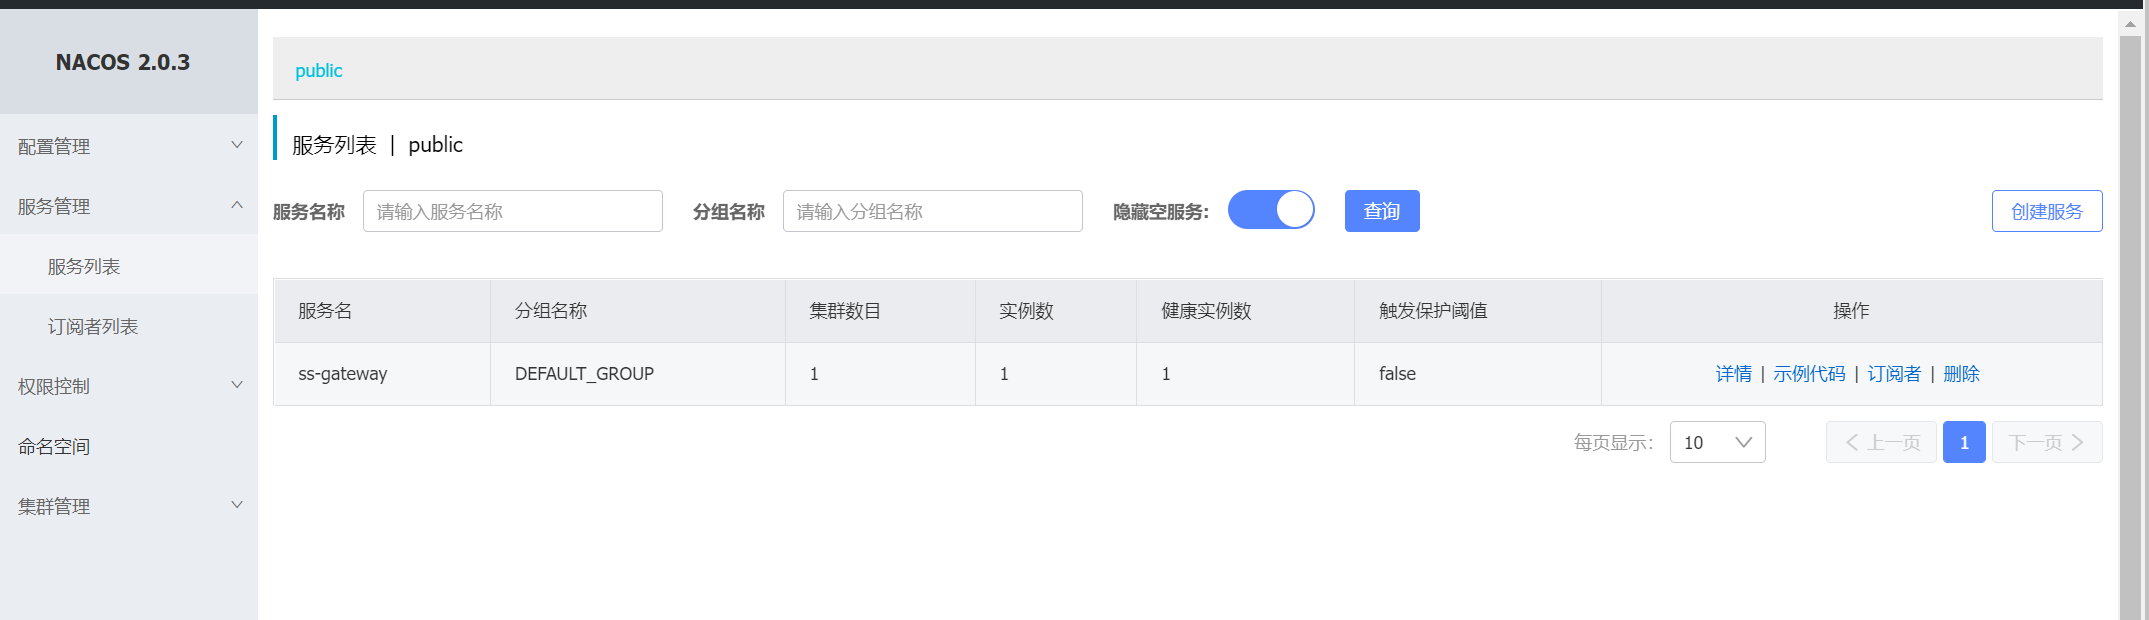 NACOS 2.0.3
配置管理
服务管理
服务列表
订阅者列表
权限控制
命名空间
集群管理
public
服务列表 | public
服务名称 请输入服务名称 分组名称 请输入分组名称 隐藏空服务: 查询 创建服务
服务名 分组名称 集群数目 实例数 健康实例数 触发保护阈值 操作
ss-gateway DEFAULT_GROUP 1 1 1 false 详情 | 示例代码 | 订阅者 | 删除
每页显示: 10 上一页 1 下一页